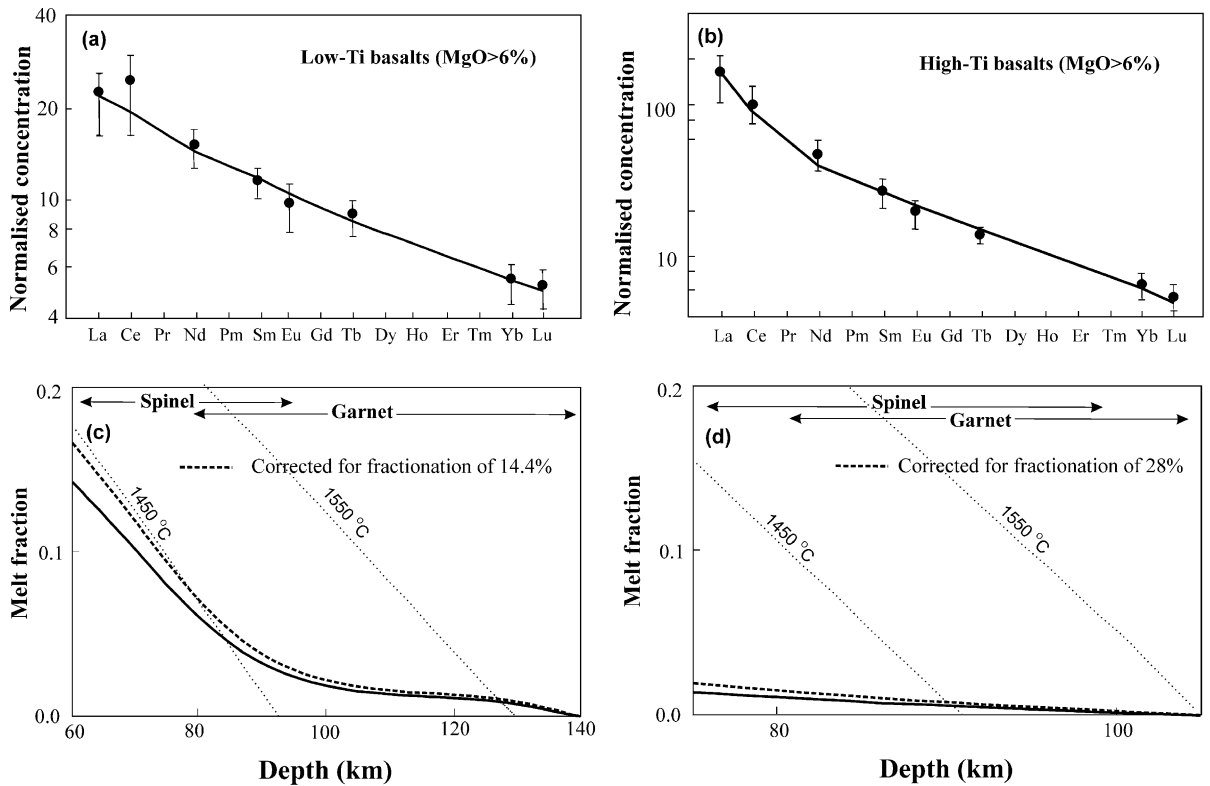 40
(a)
Low-Ti basalts (MgO>6%)
20
10
8
6
4
Normalised concentration
La Ce Pr Nd Pm Sm Eu Gd Tb Dy Ho Er Tm Yb Lu
(b)
High-Ti basalts (MgO>6%)
100
10
Normalised concentration
La Ce Pr Nd Pm Sm Eu Gd Tb Dy Ho Er Tm Yb Lu
0.2
Spinel
Garnet
(c)
Corrected for fractionation of 14.4%
1450 °C
1550 °C
0.1
0.0
Melt fraction
60 80 100 120 140
Depth (km)
0.2
Spinel
Garnet
(d)
Corrected for fractionation of 28%
1450 °C
1550 °C
0.1
0.0
Melt fraction
80 100
Depth (km)